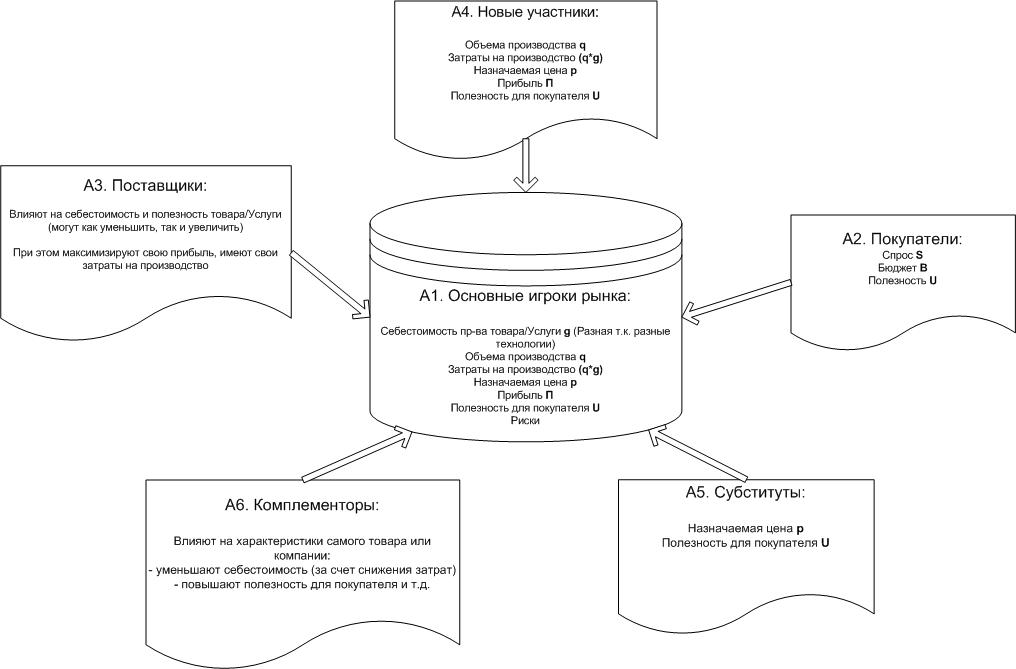 А4. Новые участники:
Объема производства q
Затраты на производство (q*g)
Назначаемая цена p
Прибыль П
Полезность для покупателя U
А3. Поставщики:
Влияют на себестоимость и полезность товара/Услуги
(могут как уменьшить, так и увеличить)
При этом максимизируют свою прибыль, имеют свои
затраты на производство
А2. Покупатели:
Спрос S
Бюджет B
Полезность U
А1. Основные игроки рынка:
Себестоимость пр-ва товара/Услуги g (Разная т.к. разные
технологии)
Объема производства q
Затраты на производство (q*g)
Назначаемая цена p
Прибыль П
Полезность для покупателя U
Риски
А6. Комплементоры:
Влияют на характеристики самого товара или
компании:
- уменьшают себестоимость (за счет снижения затрат)
- повышают полезность для покупателя и т.д.
А5. Субституты:
Назначаемая цена p
Полезность для покупателя U